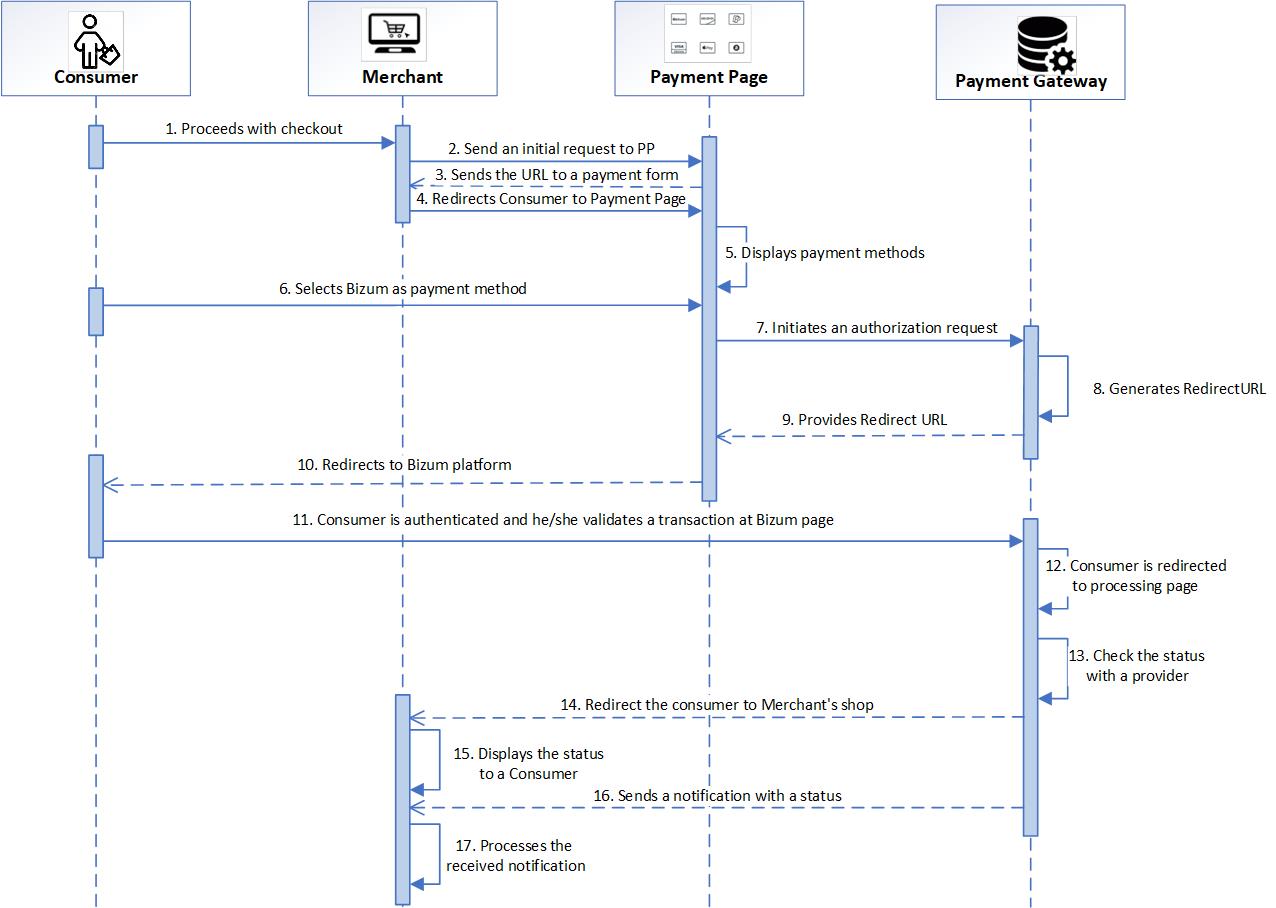 Consumer
Merchant
Payment Page
Payment Gateway
1. Proceeds with checkout
2. Send an initial request to PP
3. Sends the URL to a payment form
4. Redirects Consumer to Payment Page
5. Displays payment methods
6. Selects Bizum as payment method
7. Initiates an authorization request
8. Generates RedirectURL
9. Provides Redirect URL
10. Redirects to Bizum platform
11. Consumer is authenticated and he/she validates a transaction at Bizum page
12. Consumer is redirected
to processing page
13. Check the status
with a provider
14. Redirect the consumer to Merchant's shop
15. Displays the status
to a Consumer
16. Sends a notification with a status
17. Processes the
received notification